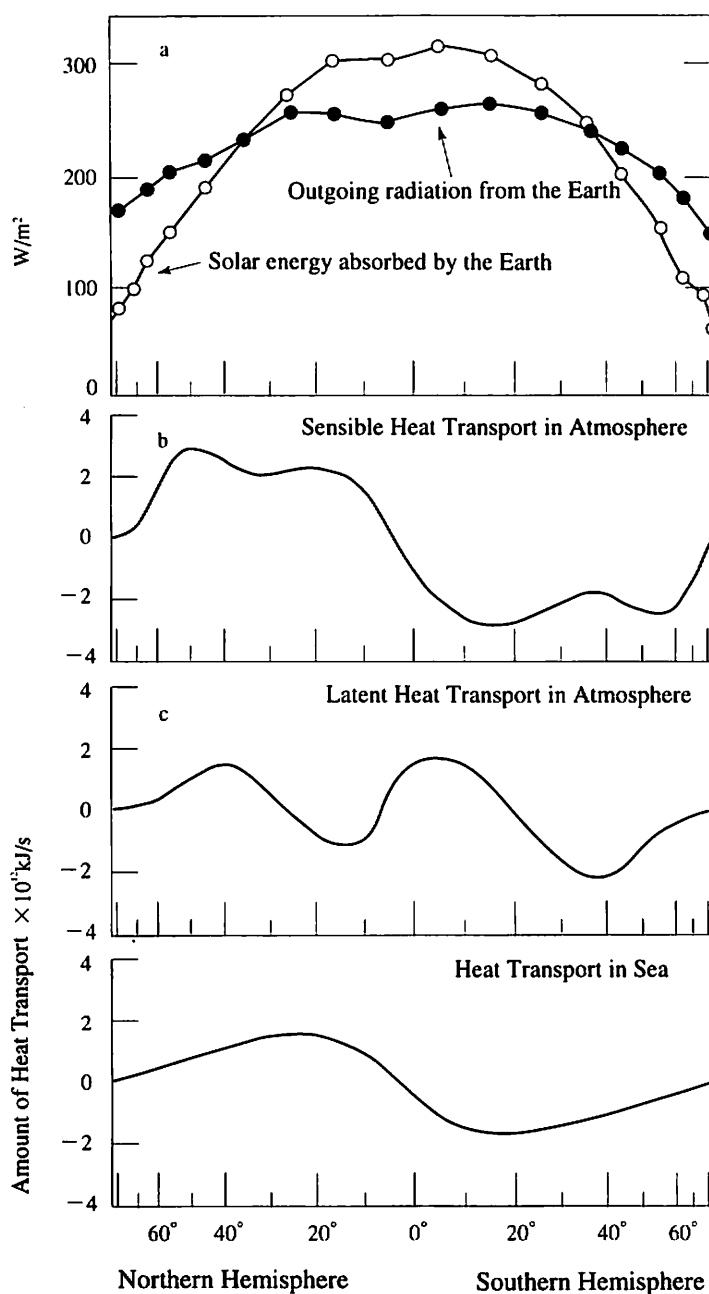 a
300
200
100
0
W/m²
Outgoing radiation from the Earth
Solar energy absorbed by the Earth
b
Sensible Heat Transport in Atmosphere
4
2
0
−2
−4
c
Latent Heat Transport in Atmosphere
4
2
0
−2
−4
Heat Transport in Sea
4
2
0
−2
−4
Amount of Heat Transport ×10¹²kJ/s
60° 40° 20° 0° 20° 40° 60°
Northern Hemisphere Southern Hemisphere